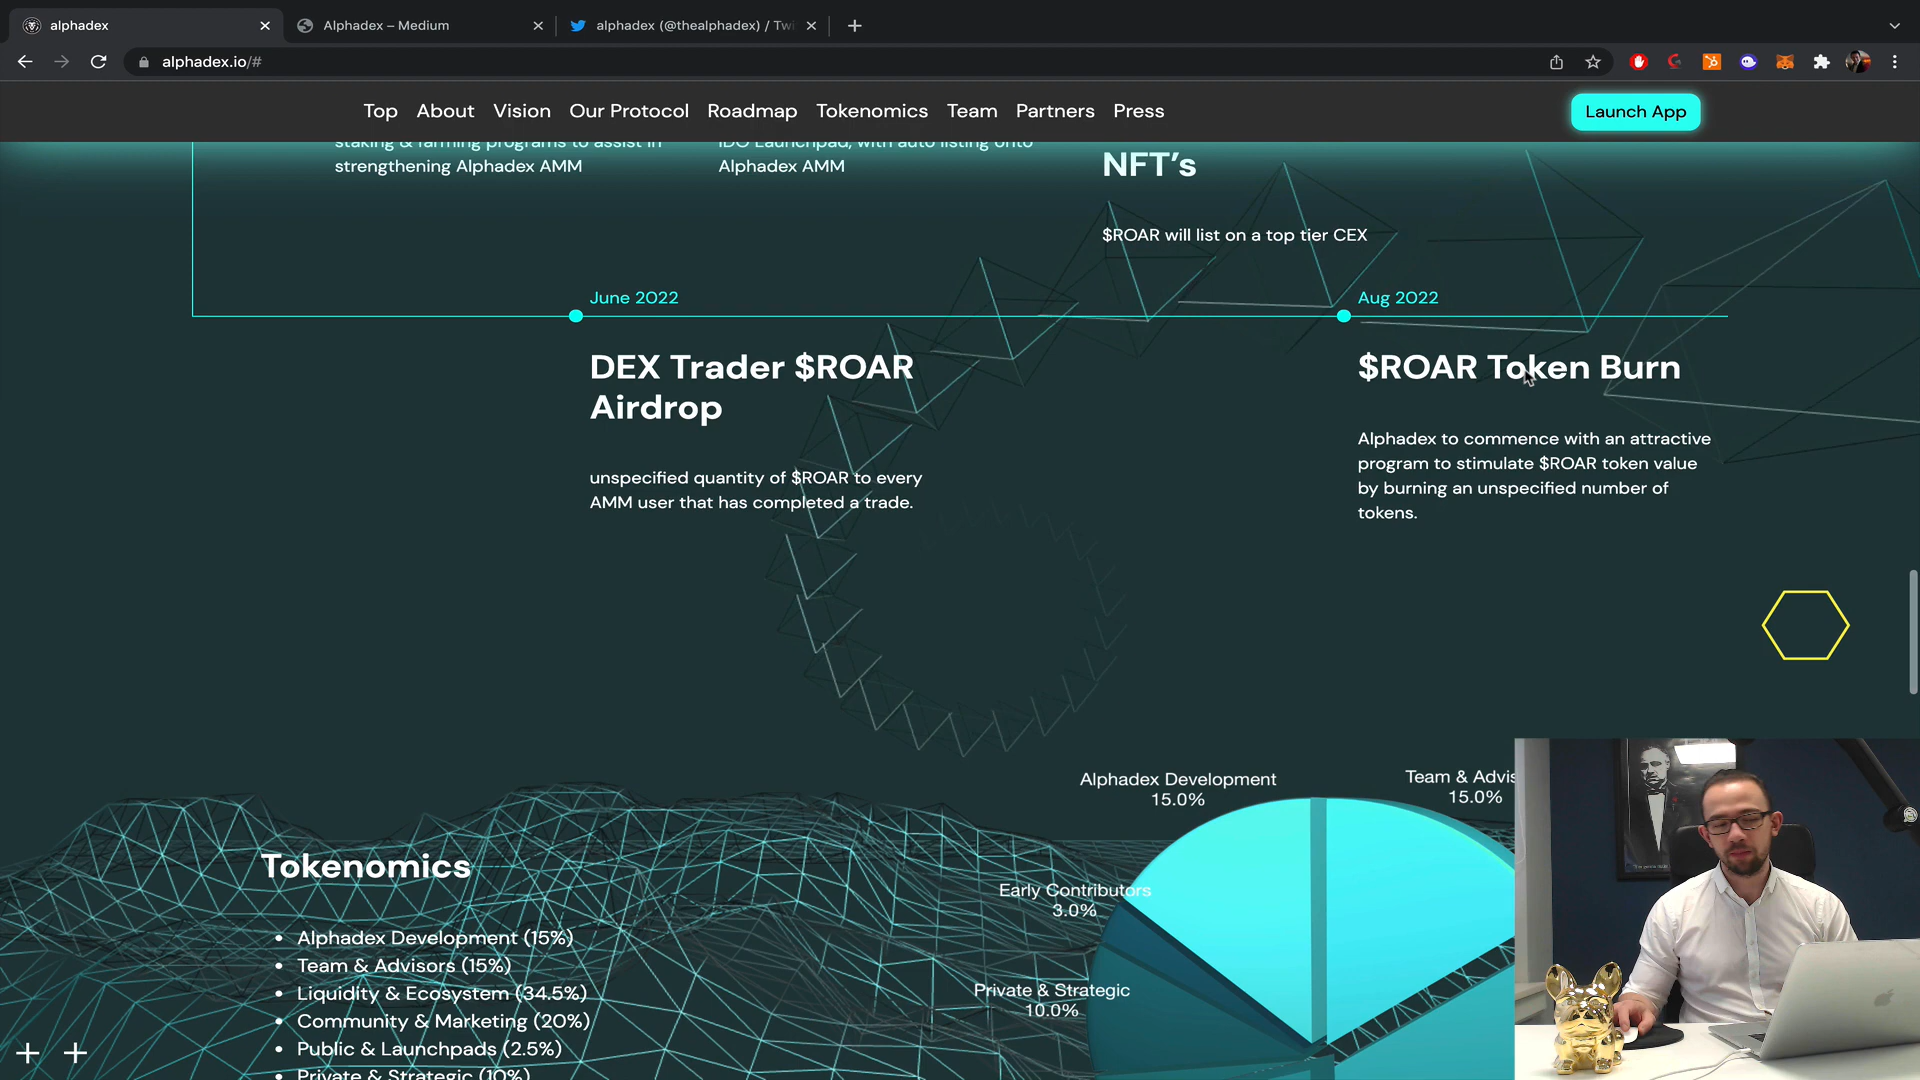 alphadex
Alphadex – Medium
alphadex (@thealphadex) / Twi
alphadex.io/#
Top About Vision Our Protocol Roadmap Tokenomics Team Partners Press
Launch App
staking & farming programs to assist in
strengthening Alphadex AMM
IDO Launchpad, with auto listing onto
Alphadex AMM
NFT's
$ROAR will list on a top tier CEX
June 2022
DEX Trader $ROAR
Airdrop
unspecified quantity of $ROAR to every
AMM user that has completed a trade.
Aug 2022
$ROAR Token Burn
Alphadex to commence with an attractive
program to stimulate $ROAR token value
by burning an unspecified number of
tokens.
Tokenomics
• Alphadex Development (15%)
• Team & Advisors (15%)
• Liquidity & Ecosystem (34.5%)
• Community & Marketing (20%)
• Public & Launchpads (2.5%)
• Private & Strategic (10%)
Alphadex Development
15.0%
Team & Advis
15.0%
Early Contributors
3.0%
Private & Strategic
10.0%